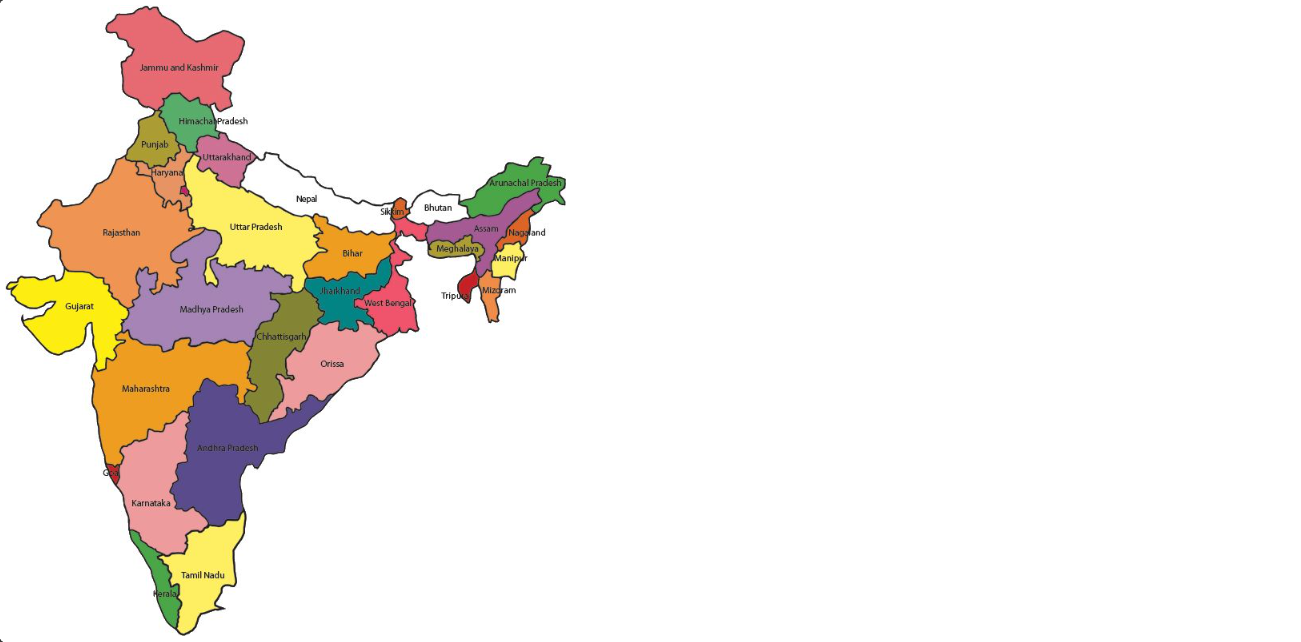 Jammu and Kashmir
Himachal Pradesh
Punjab
Uttarakhand
Haryana
Arunachal Pradesh
Nepal
Sikkim
Bhutan
Rajasthan
Uttar Pradesh
Assam
Nagaland
Bihar
Meghalaya
Manipur
Jharkhand
Tripura
Mizoram
Gujarat
Madhya Pradesh
West Bengal
Chhattisgarh
Orissa
Maharashtra
Andhra Pradesh
Goa
Karnataka
Tamil Nadu
Kerala